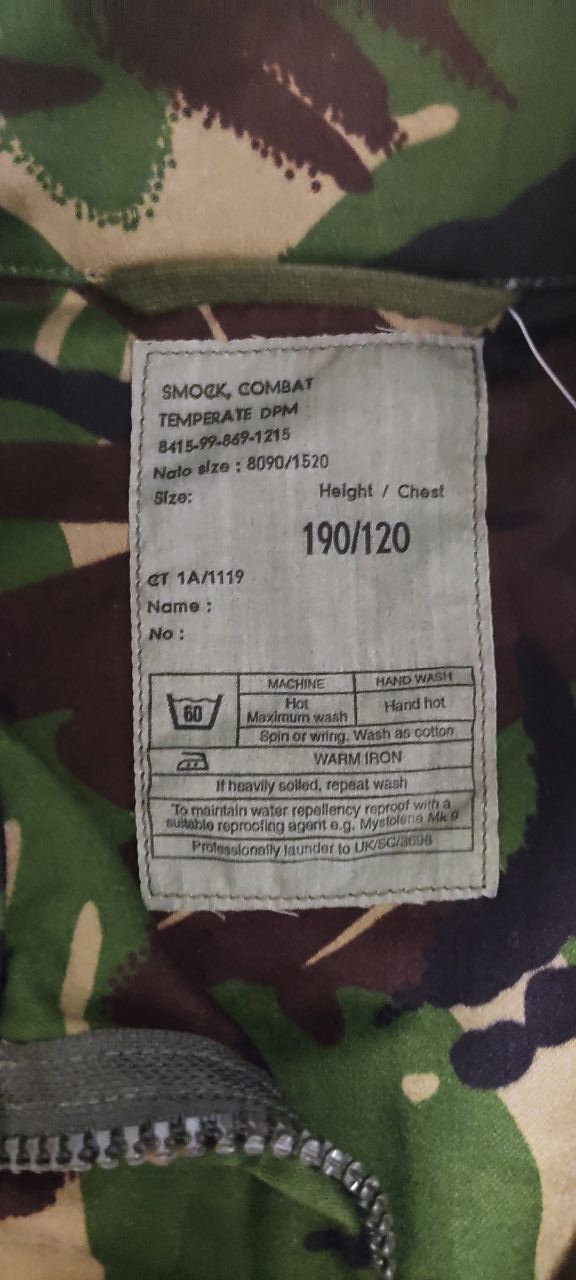 SMOCK, COMBAT
TEMPERATE DPM
8415-99-869-1215
Nato size : 8090/1520
Size: Height / Chest
190/120
CT 1A/1119
Name :
No :
60
MACHINE HAND WASH
Hot Hand hot
Maximum wash
Spin or wring. Wash as cotton
WARM IRON
If heavily soiled, repeat wash
To maintain water repellency reproof with a
suitable reproofing agent e.g. Mystolene Mk 9
Professionally launder to UK/SC/3698